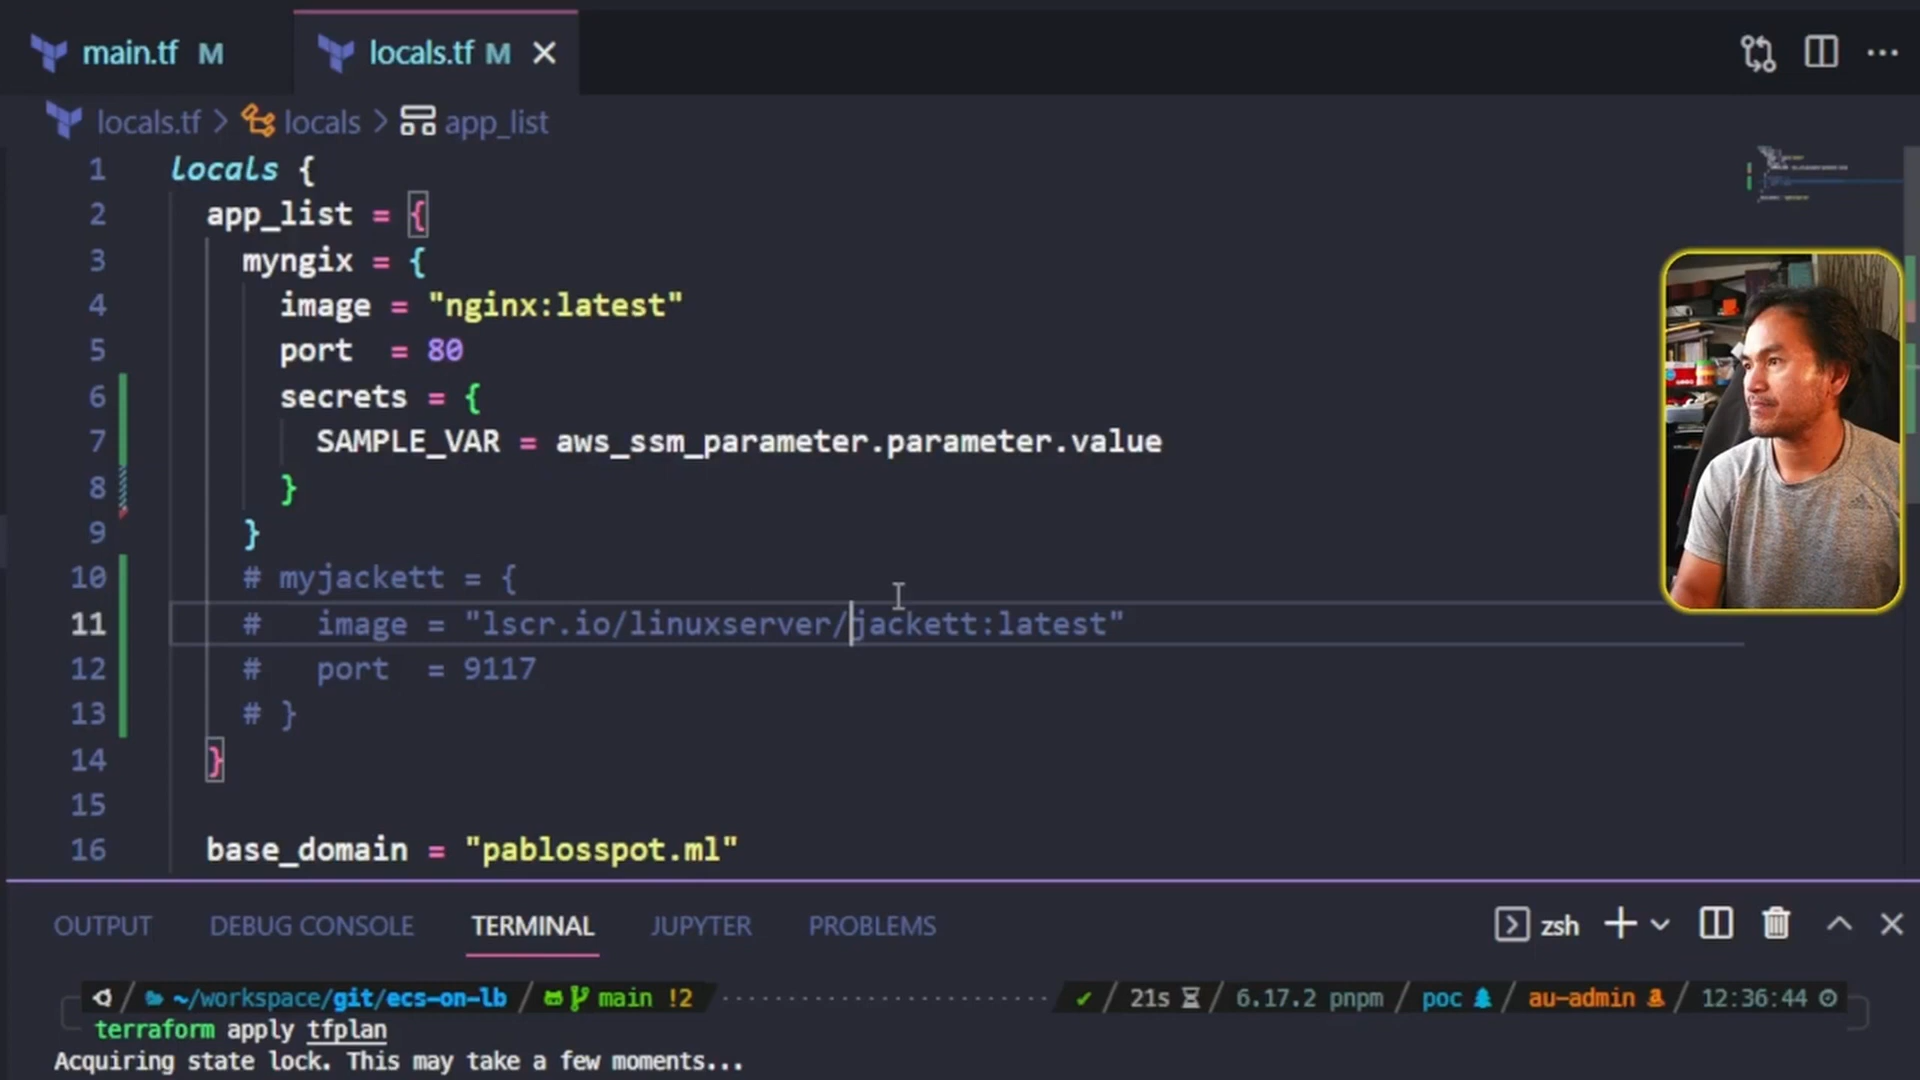 main.tf M locals.tf M
locals.tf > locals > app_list
1 locals {
2 app_list = {
3 myngix = {
4 image = "nginx:latest"
5 port = 80
6 secrets = {
7 SAMPLE_VAR = aws_ssm_parameter.parameter.value
8 }
9 }
10 # myjackett = {
11 # image = "lscr.io/linuxserver/jackett:latest"
12 # port = 9117
13 # }
14 }
15
16 base_domain = "pablosspot.ml"
OUTPUT DEBUG CONSOLE TERMINAL JUPYTER PROBLEMS zsh
~/workspace/git/ecs-on-lb main !2 21s 6.17.2 pnpm poc au-admin 12:36:44
terraform apply tfplan
Acquiring state lock. This may take a few moments...